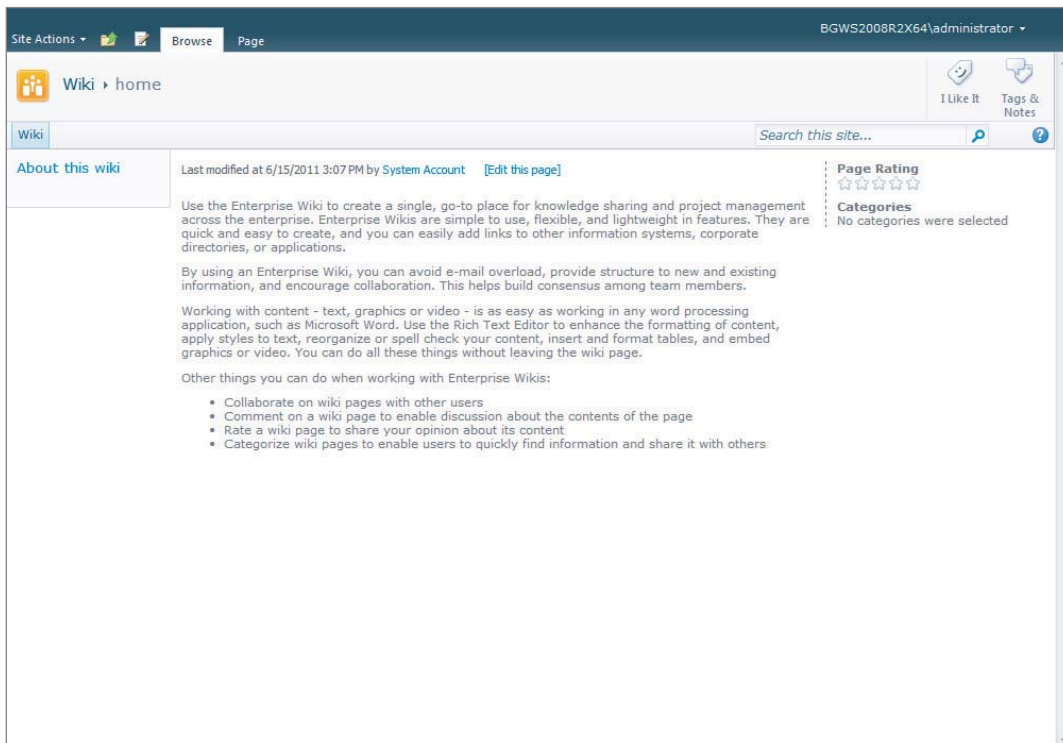 BGWS2008R2X64\administrator
Site Actions
Browse
Page
Wiki ▸ home
I Like It
Tags &
Notes
Wiki
Search this site...
About this wiki
Last modified at 6/15/2011 3:07 PM by System Account [Edit this page]
Use the Enterprise Wiki to create a single, go-to place for knowledge sharing and project management
across the enterprise. Enterprise Wikis are simple to use, flexible, and lightweight in features. They are
quick and easy to create, and you can easily add links to other information systems, corporate
directories, or applications.
By using an Enterprise Wiki, you can avoid e-mail overload, provide structure to new and existing
information, and encourage collaboration. This helps build consensus among team members.
Working with content - text, graphics or video - is as easy as working in any word processing
application, such as Microsoft Word. Use the Rich Text Editor to enhance the formatting of content,
apply styles to text, reorganize or spell check your content, insert and format tables, and embed
graphics or video. You can do all these things without leaving the wiki page.
Other things you can do when working with Enterprise Wikis:
• Collaborate on wiki pages with other users
• Comment on a wiki page to enable discussion about the contents of the page
• Rate a wiki page to share your opinion about its content
• Categorize wiki pages to enable users to quickly find information and share it with others
Page Rating
Categories
No categories were selected